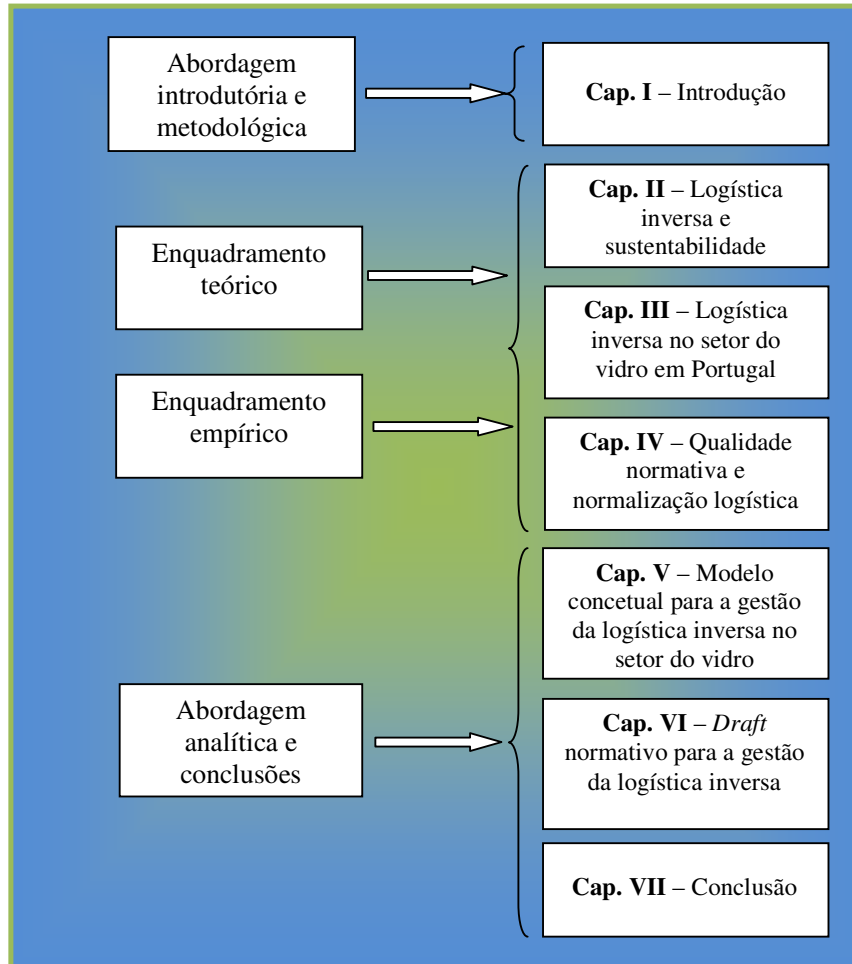 Abordagem
introdutória e
metodológica
Cap. I – Introdução
Enquadramento
teórico
Enquadramento
empírico
Cap. II – Logística
inversa e
sustentabilidade
Cap. III – Logística
inversa no setor do
vidro em Portugal
Cap. IV – Qualidade
normativa e
normalização logística
Abordagem
analítica e
conclusões
Cap. V – Modelo
concetual para a gestão
da logística inversa no
setor do vidro
Cap. VI – Draft
normativo para a gestão
da logística inversa
Cap. VII – Conclusão